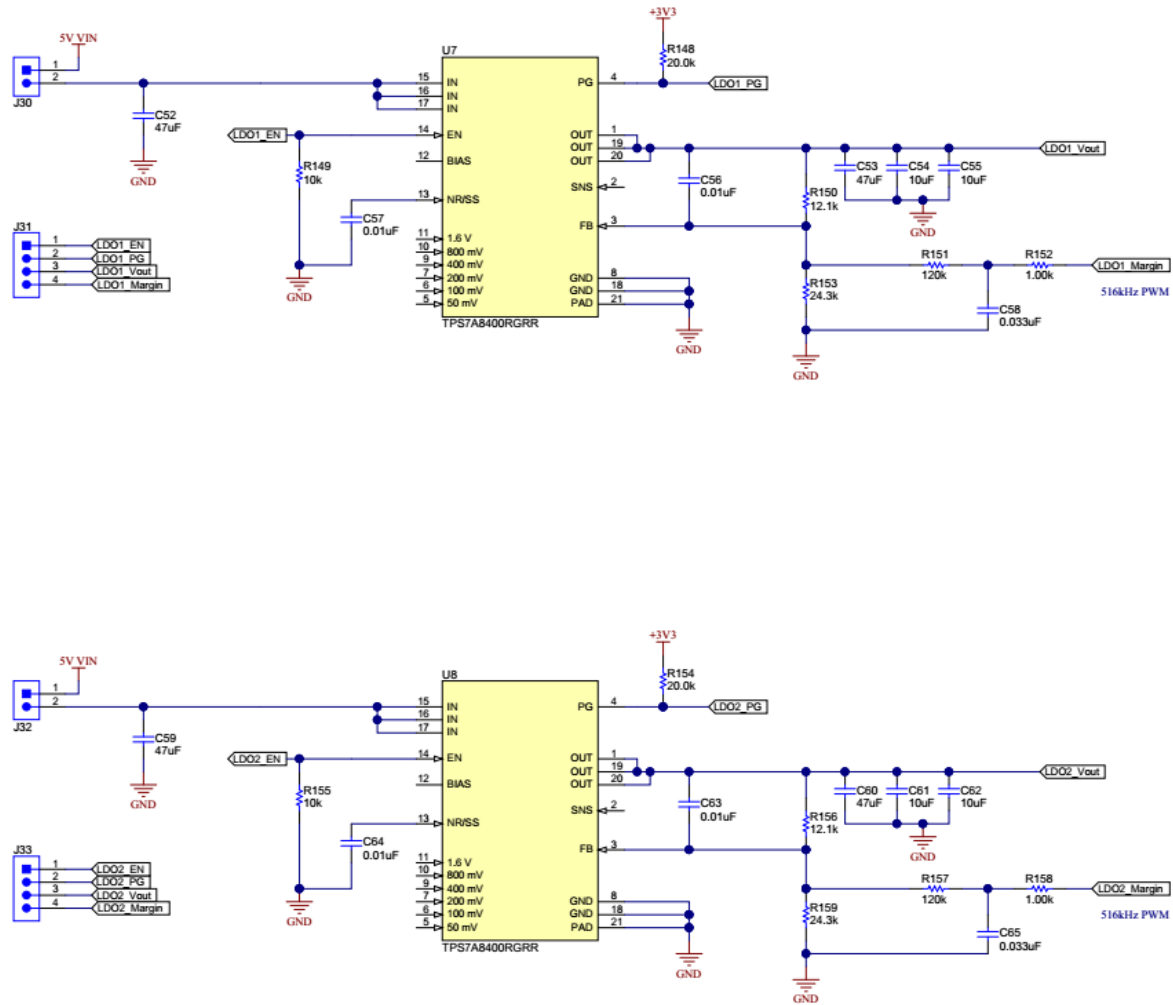 +3V3
5V VIN
U7
R148
20.0k
1
2
J30
15
16
17
IN
IN
IN
PG
4
LDO1_PG
C52
47uF
GND
LDO1_EN
14
EN
R149
10k
12
BIAS
OUT
OUT
OUT
1
19
20
LDO1_Vout
C53
47uF
C54
10uF
C55
10uF
GND
C56
0.01uF
R150
12.1k
SNS
2
13
NR/SS
C57
0.01uF
GND
FB
3
J31
1
2
3
4
LDO1_EN
LDO1_PG
LDO1_Vout
LDO1_Margin
11
10
9
7
6
5
1.6 V
800 mV
400 mV
200 mV
100 mV
50 mV
GND
GND
PAD
8
18
21
GND
TPS7A8400RGRR
R151
120k
R152
1.00k
LDO1_Margin
516kHz PWM
R153
24.3k
C58
0.033uF
GND
+3V3
5V VIN
U8
R154
20.0k
1
2
J32
15
16
17
IN
IN
IN
PG
4
LDO2_PG
C59
47uF
GND
LDO2_EN
14
EN
R155
10k
12
BIAS
OUT
OUT
OUT
1
19
20
LDO2_Vout
C60
47uF
C61
10uF
C62
10uF
GND
C63
0.01uF
R156
12.1k
SNS
2
13
NR/SS
C64
0.01uF
GND
FB
3
J33
1
2
3
4
LDO2_EN
LDO2_PG
LDO2_Vout
LDO2_Margin
11
10
9
7
6
5
1.6 V
800 mV
400 mV
200 mV
100 mV
50 mV
GND
GND
PAD
8
18
21
GND
TPS7A8400RGRR
R157
120k
R158
1.00k
LDO2_Margin
516kHz PWM
R159
24.3k
C65
0.033uF
GND